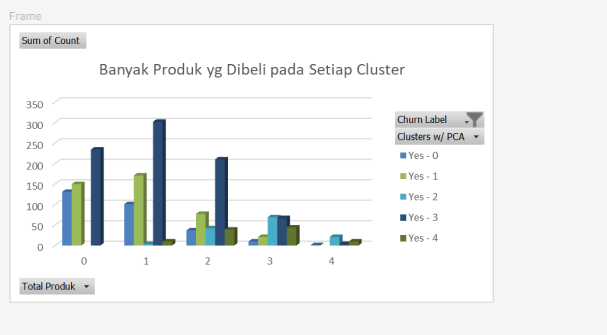 Frame
Sum of Count
Banyak Produk yg Dibeli pada Setiap Cluster
350
300
250
200
150
100
50
0
0 1 2 3 4
Churn Label
Clusters w/ PCA
Yes - 0
Yes - 1
Yes - 2
Yes - 3
Yes - 4
Total Produk